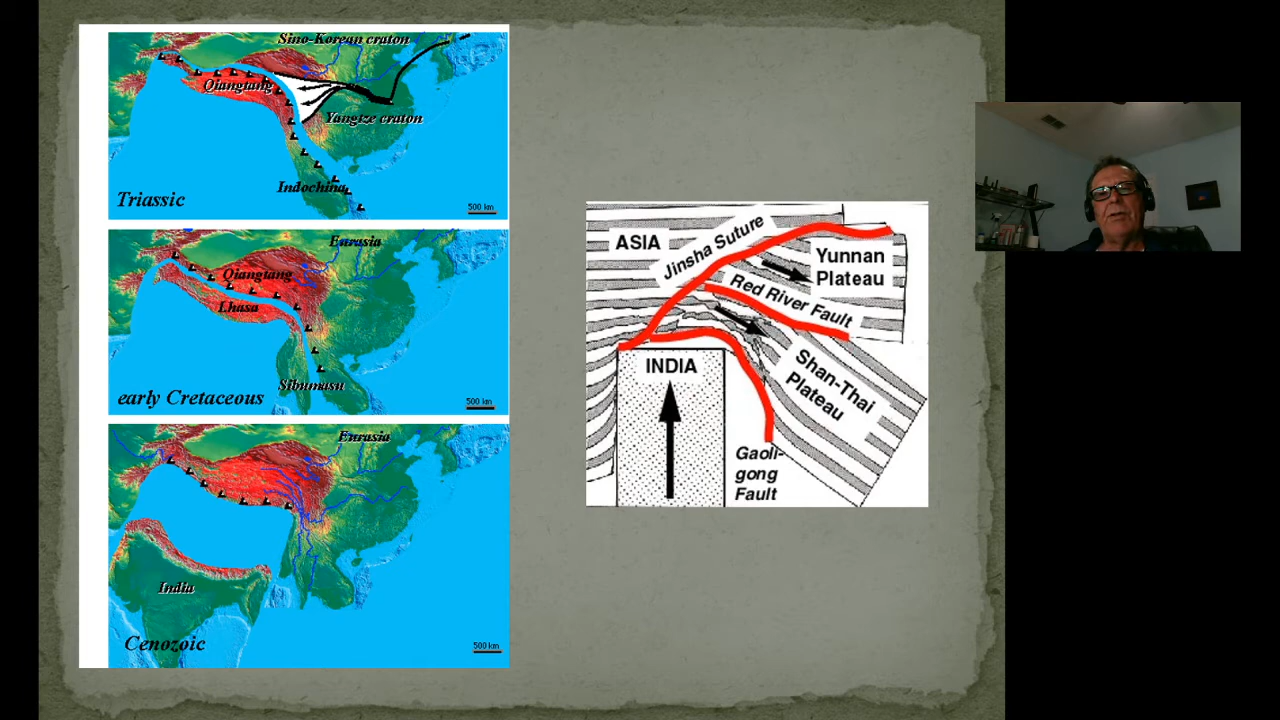 Sino-Korean craton
Qiangtang
Yangtze craton
Indochina
Triassic
500 km
Eurasia
Qiangtang
Lhasa
Sibumasu
early Cretaceous
500 km
Eurasia
India
Cenozoic
500 km
ASIA
Jinsha Suture
Yunnan
Plateau
Red River Fault
INDIA
Shan-Thai
Plateau
Gaoli-
gong
Fault